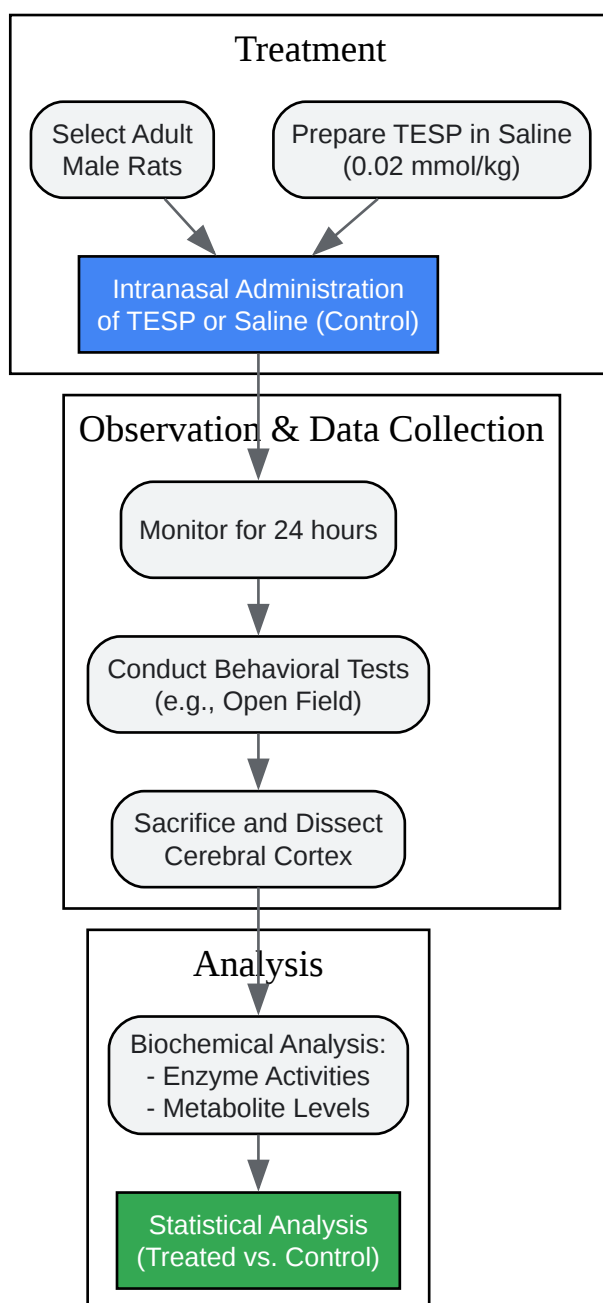 Treatment
Select Adult
Male Rats
Prepare TESP in Saline
(0.02 mmol/kg)
Intranasal Administration
of TESP or Saline (Control)
Observation & Data Collection
Monitor for 24 hours
Conduct Behavioral Tests
(e.g., Open Field)
Sacrifice and Dissect
Cerebral Cortex
Analysis
Biochemical Analysis:
- Enzyme Activities
- Metabolite Levels
Statistical Analysis
(Treated vs. Control)